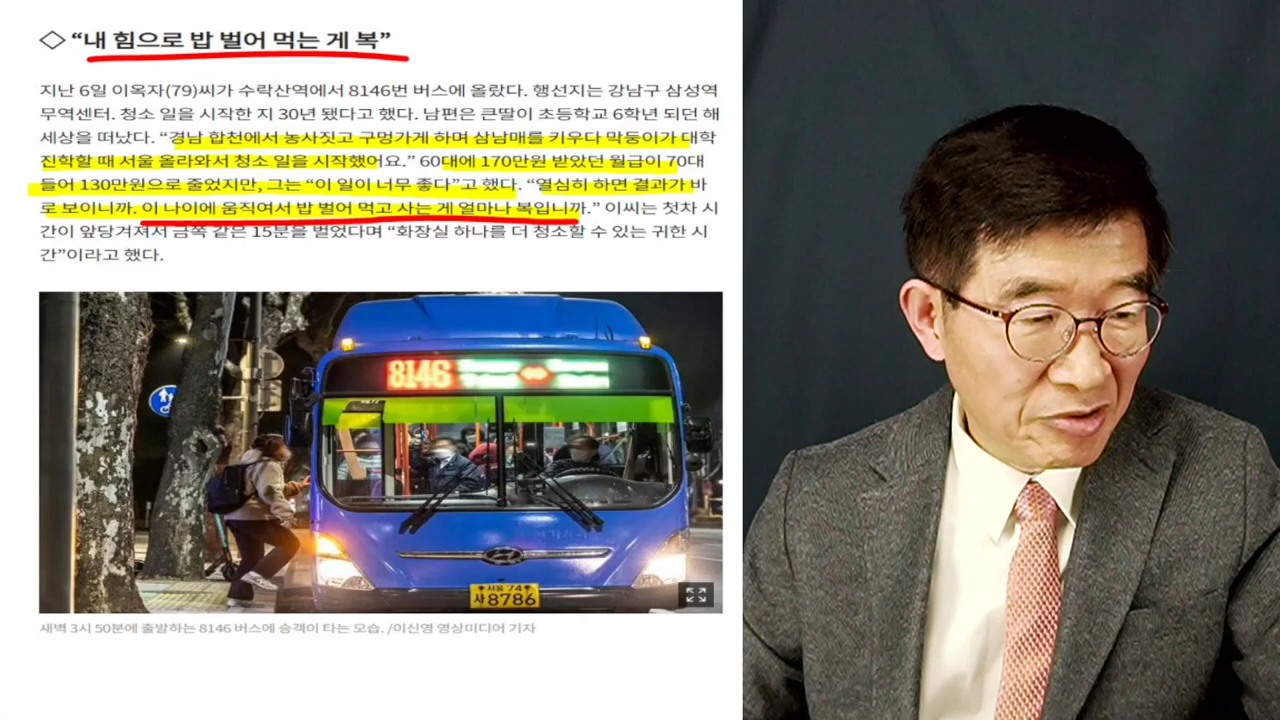 ◇ “내 힘으로 밥 벌어 먹는 게 복”
지난 6일 이옥자(79)씨가 수락산역에서 8146번 버스에 올랐다. 행선지는 강남구 삼성역
무역센터. 청소 일을 시작한 지 30년 됐다고 했다. 남편은 큰딸이 초등학교 6학년 되던 해
세상을 떠났다. “경남 합천에서 농사짓고 구멍가게 하며 삼남매를 키우다 막둥이가 대학
진학할 때 서울 올라와서 청소 일을 시작했어요.” 60대에 170만원 받았던 월급이 70대
들어 130만원으로 줄었지만, 그는 “이 일이 너무 좋다”고 했다. “열심히 하면 결과가 바
로 보이니까. 이 나이에 움직여서 밥 벌어 먹고 사는 게 얼마나 복입니까.” 이씨는 첫차 시
간이 앞당겨져서 금쪽 같은 15분을 벌었다며 “화장실 하나를 더 청소할 수 있는 귀한 시
간”이라고 했다.
8146
서울 74
사8786
새벽 3시 50분에 출발하는 8146 버스에 승객이 타는 모습. /이신영 영상미디어 기자